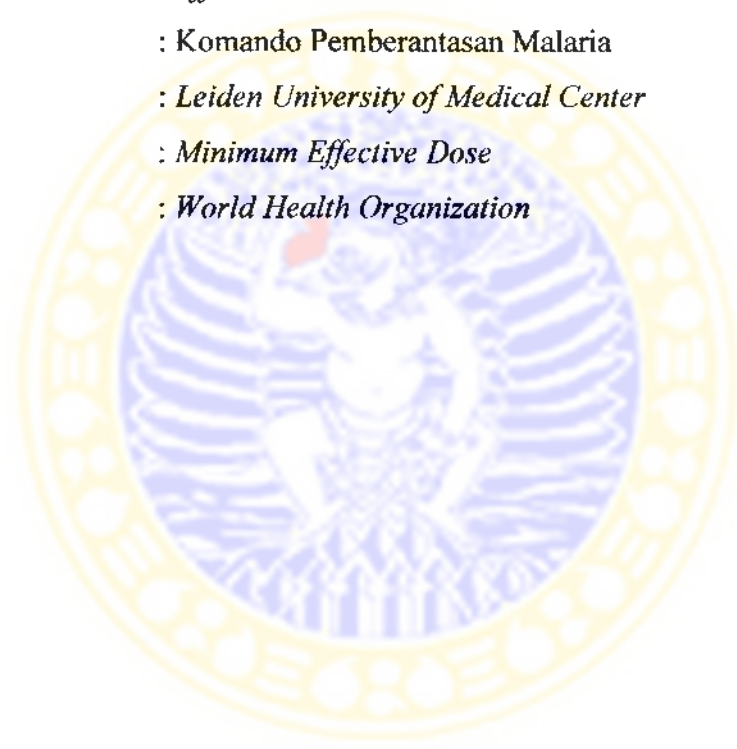 : Komando Pemberantasan Malaria
: Leiden University of Medical Center
: Minimum Effective Dose
: World Health Organization